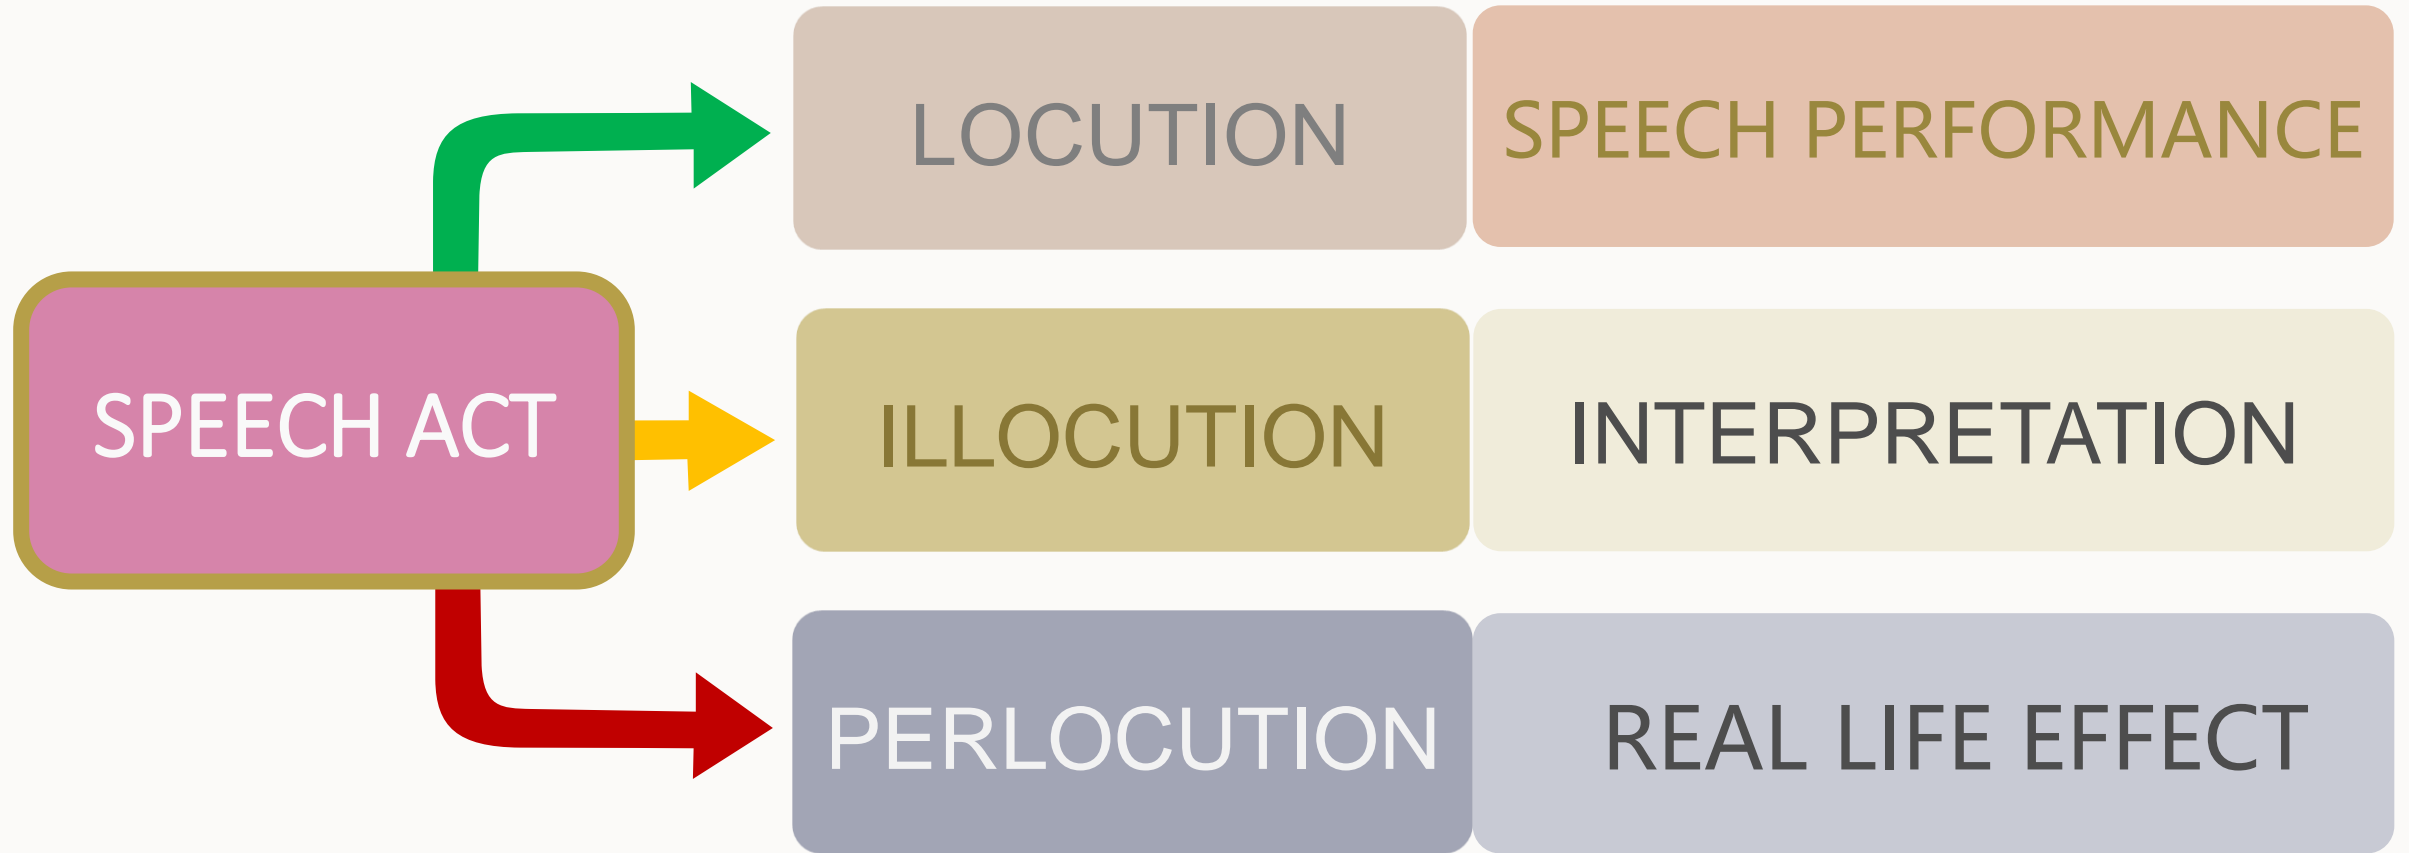 SPEECH ACT
LOCUTION
SPEECH PERFORMANCE
ILLOCUTION
INTERPRETATION
PERLOCUTION
REAL LIFE EFFECT